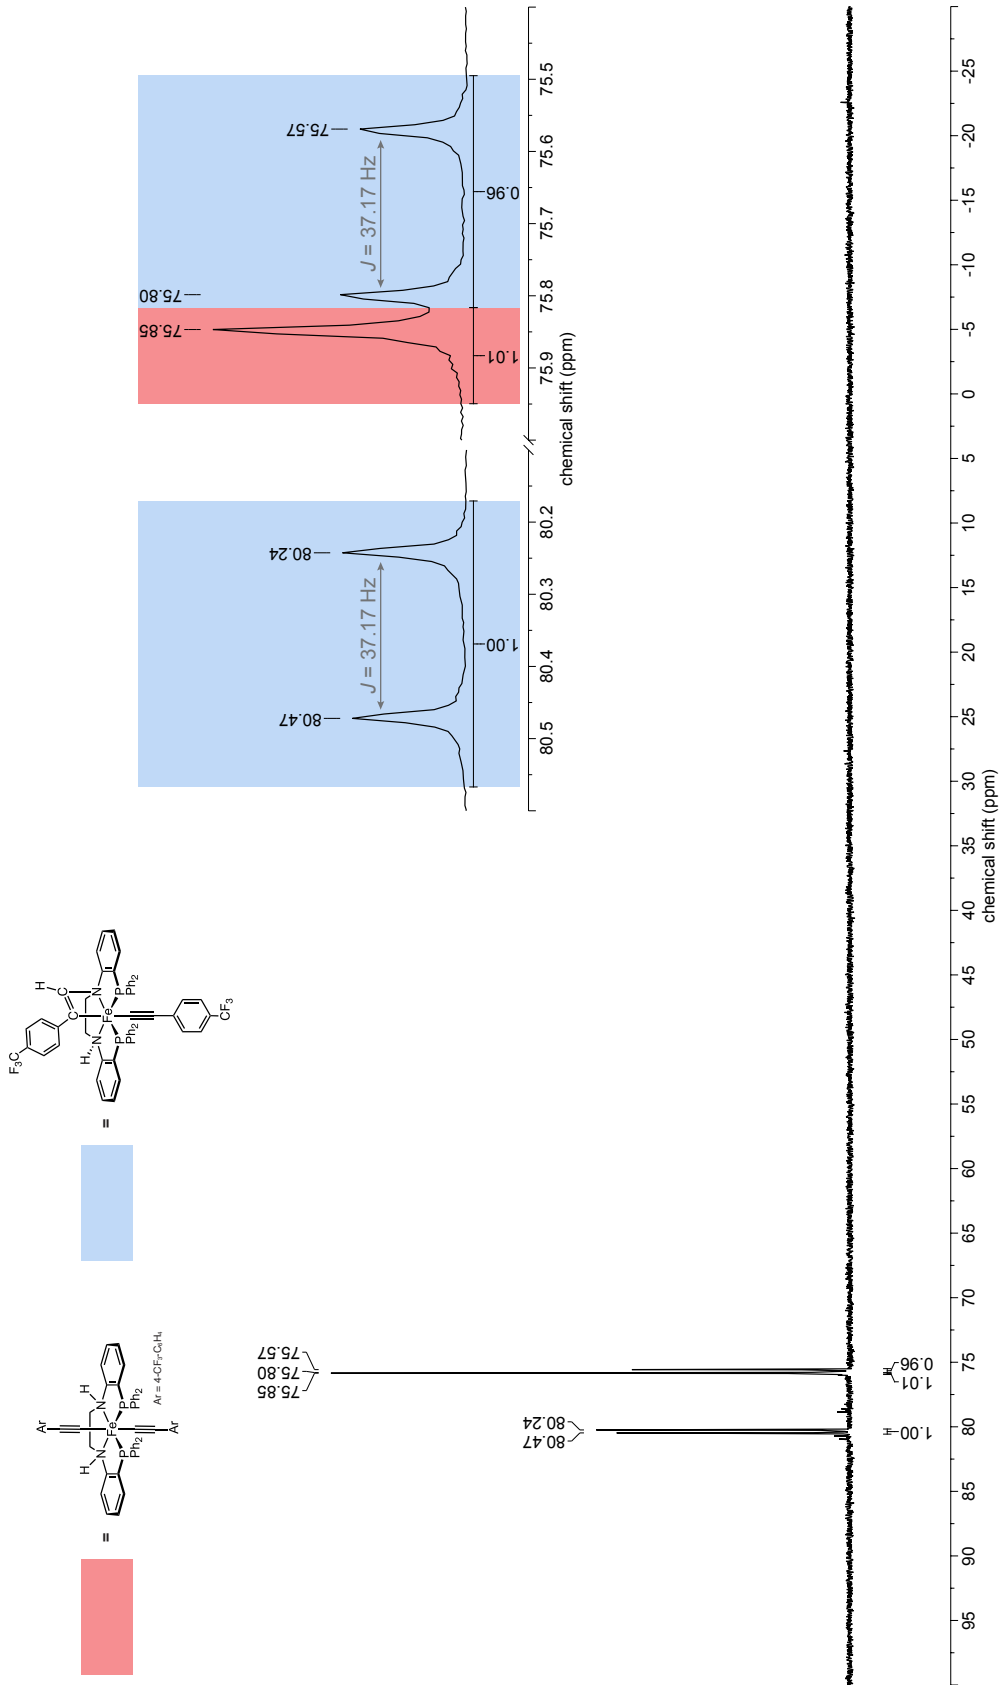 =
Ar
H
N
N
H
Fe
P
Ph2
P
Ph2
Ar
Ar = 4-CF3-C6H4
=
F3C
H
C
C
H
N
N
Fe
P
Ph2
P
Ph2
CF3
80.47
80.24
J = 37.17 Hz
1.00
75.85
75.80
75.57
J = 37.17 Hz
1.01
0.96
80.5
80.4
80.3
80.2
75.9
75.8
75.7
75.6
75.5
chemical shift (ppm)
80.47
80.24
75.85
75.80
75.57
1.00
1.01
0.96
95
90
85
80
75
70
65
60
55
50
45
40
35
30
25
20
15
10
5
0
-5
-10
-15
-20
-25
chemical shift (ppm)